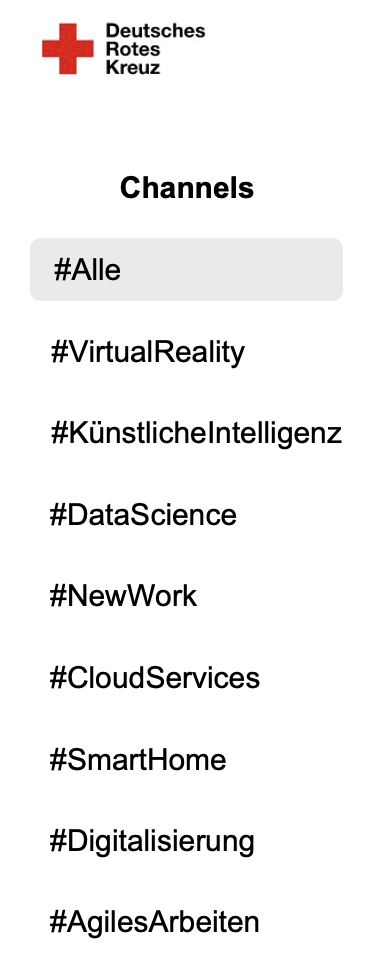 Deutsches
Rotes
Kreuz
Channels
#Alle
#VirtualReality
#KünstlicheIntelligenz
#DataScience
#NewWork
#CloudServices
#SmartHome
#Digitalisierung
#AgilesArbeiten